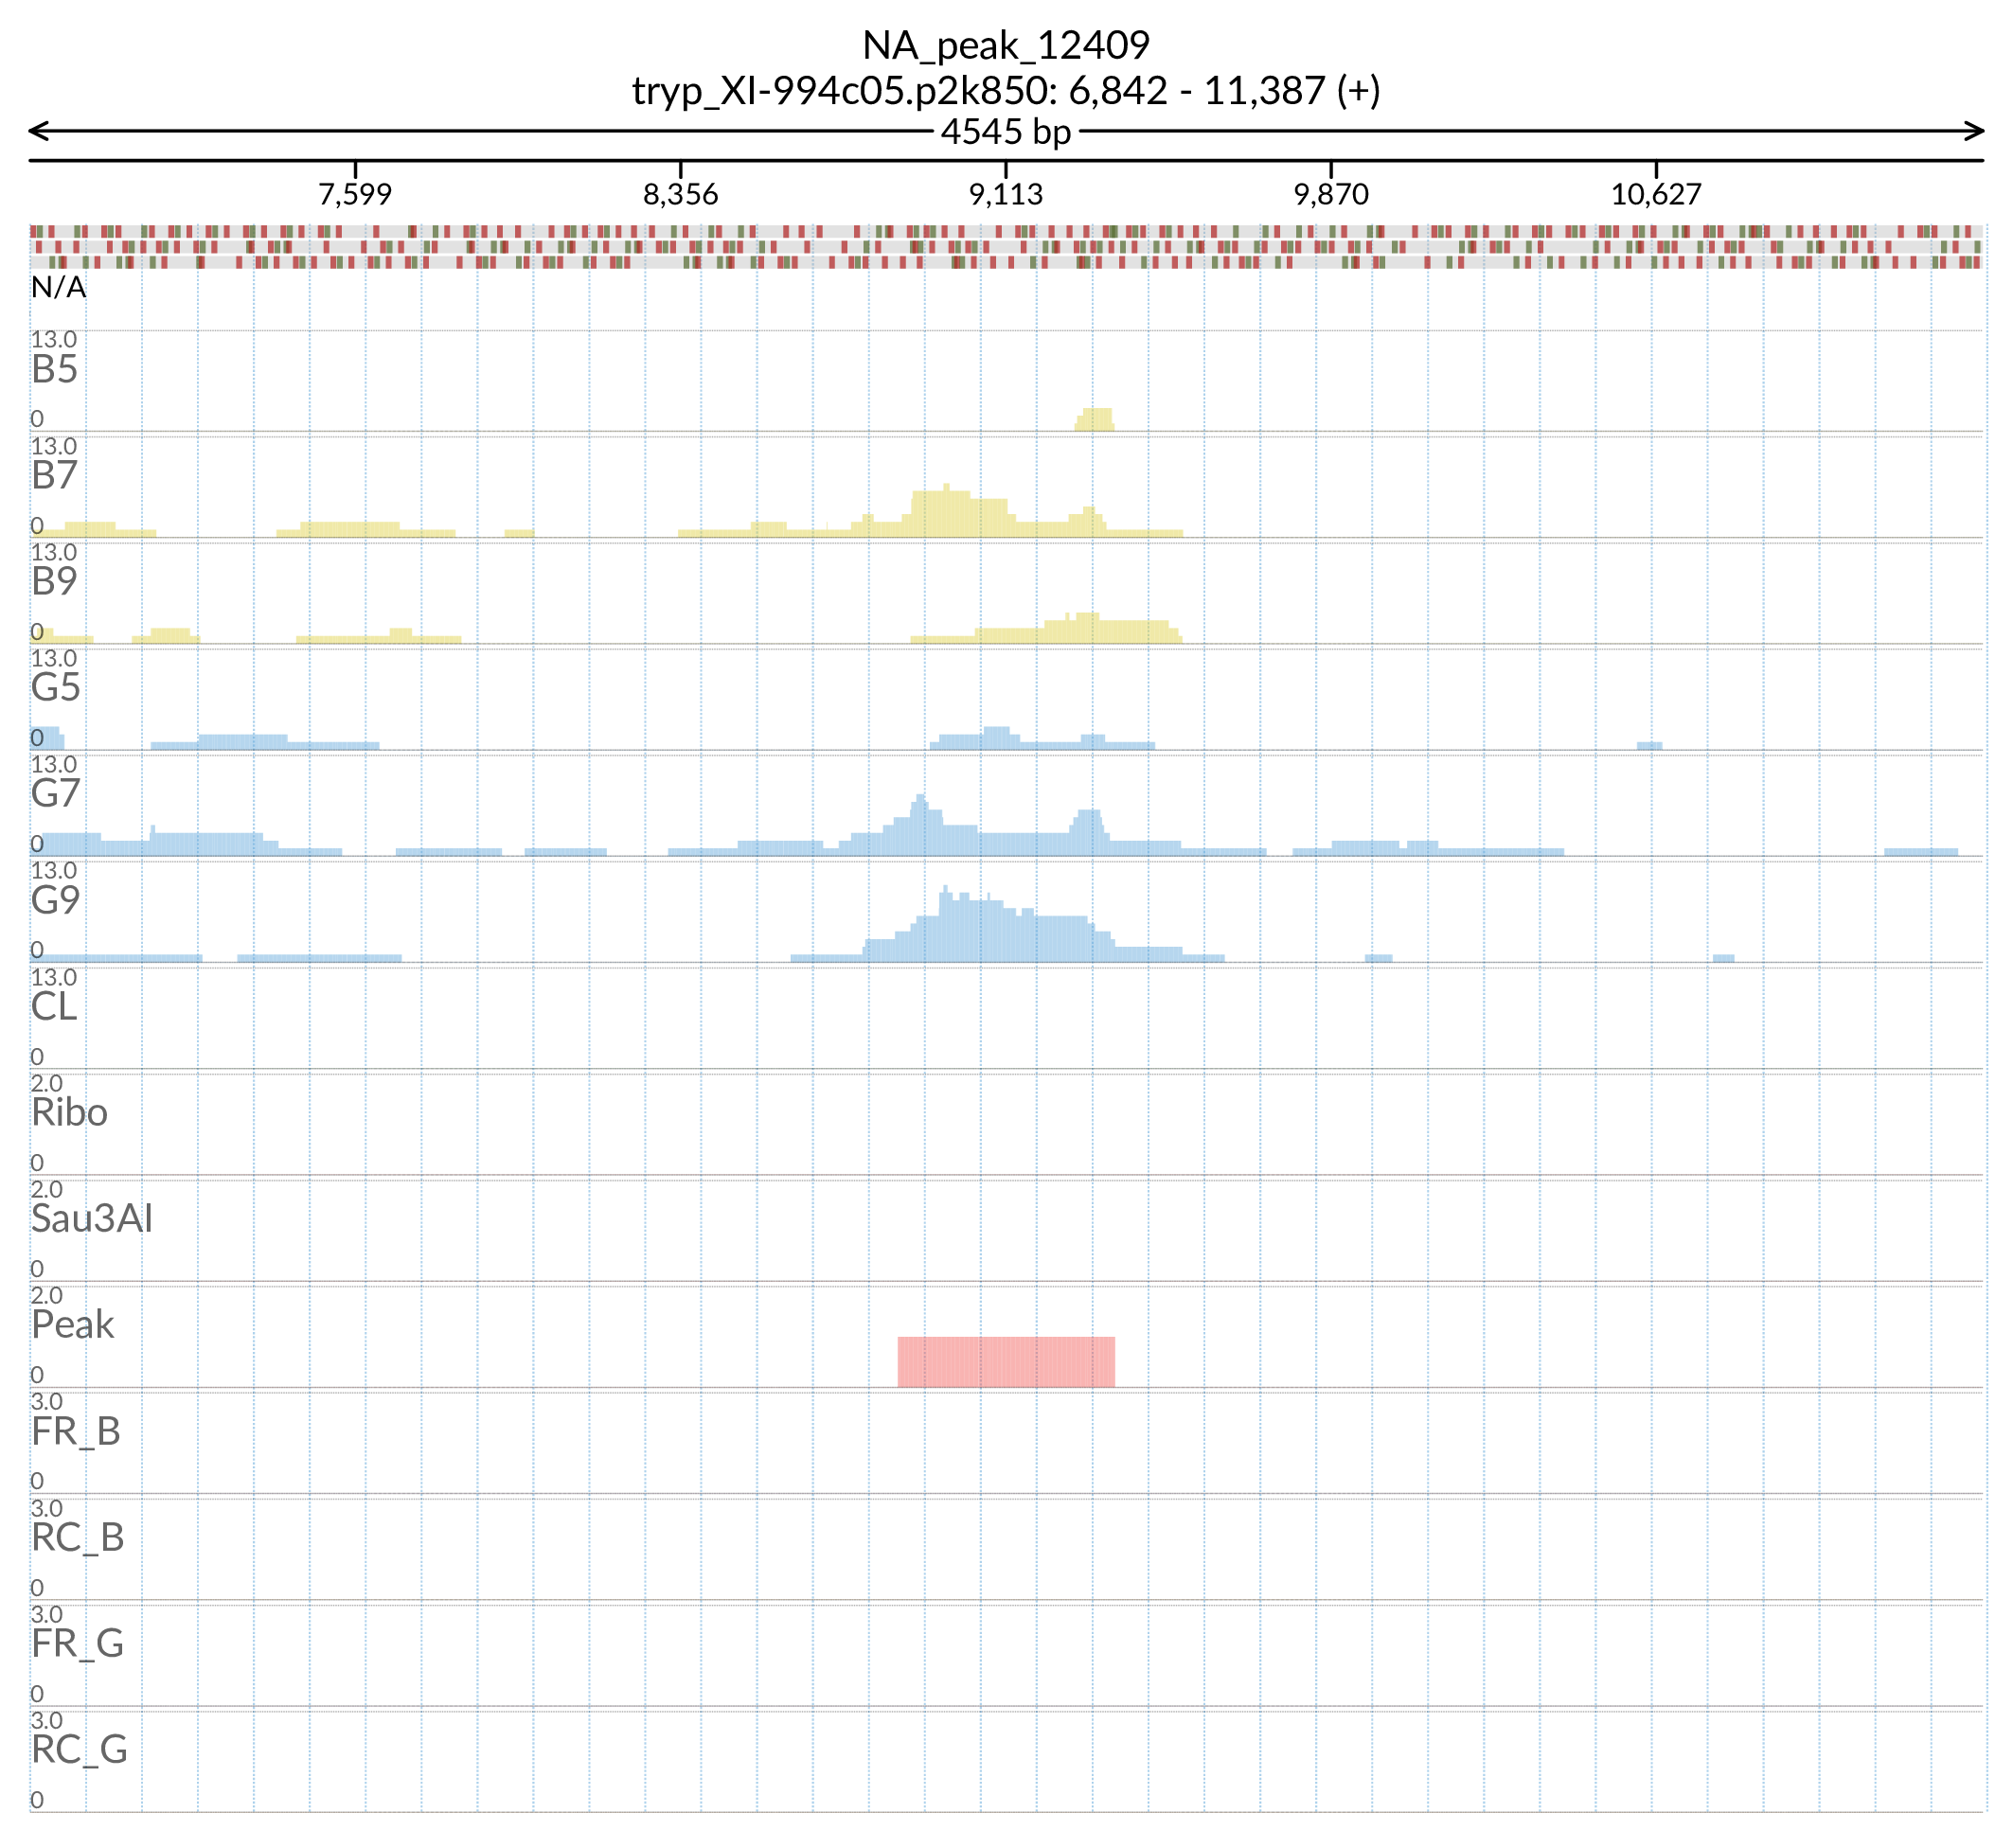 NA_peak_12409
tryp_XI-994c05.p2k850: 6,842 - 11,387 (+)
4545 bp
7,599 8,356 9,113 9,870 10,627
N/A
13.0
B5
0
13.0
B7
0
13.0
B9
0
13.0
G5
0
13.0
G7
0
13.0
G9
0
13.0
CL
0
2.0
Ribo
0
2.0
Sau3AI
0
2.0
Peak
0
3.0
FR_B
0
3.0
RC_B
0
3.0
FR_G
0
3.0
RC_G
0